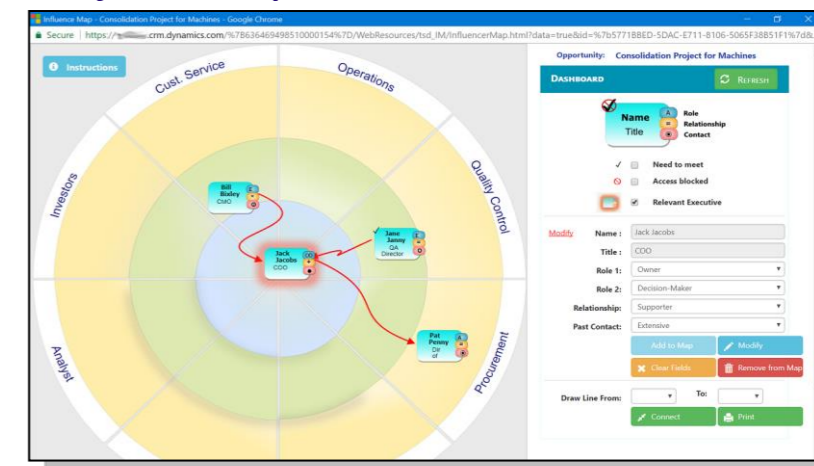 Influence Map - Consolidation Project for Machines - Google Chrome
Secure | https://
.crm.dynamics.com/%7B636469498510000154%7D/WebResources/tsd_IM/InfluencerMap.html?data=true&id=%7b5771BBED-5DAC-E711-8106-5065F38B51F1%7d&
Instructions
Cust. Service
Operations
Investors
Quality Control
Analyst
Procurement
Bill
Bixley
CMO
E
Jack
Jacobs
COO
Jane
Janny
QA
Director
E
Pat
Penny
Dir
of
A
Opportunity: Consolidation Project for Machines
DASHBOARD
REFRESH
Name
Title
A Role
= Relationship
Contact
✓ Need to meet
Access blocked
Relevant Executive
Modify Name : Jack Jacobs
Title : COO
Role 1: Owner
Role 2: Decision-Maker
Relationship: Supporter
Past Contact: Extensive
Add to Map Modify
Clear Fields Remove from Map
Draw Line From: To:
Connect Print